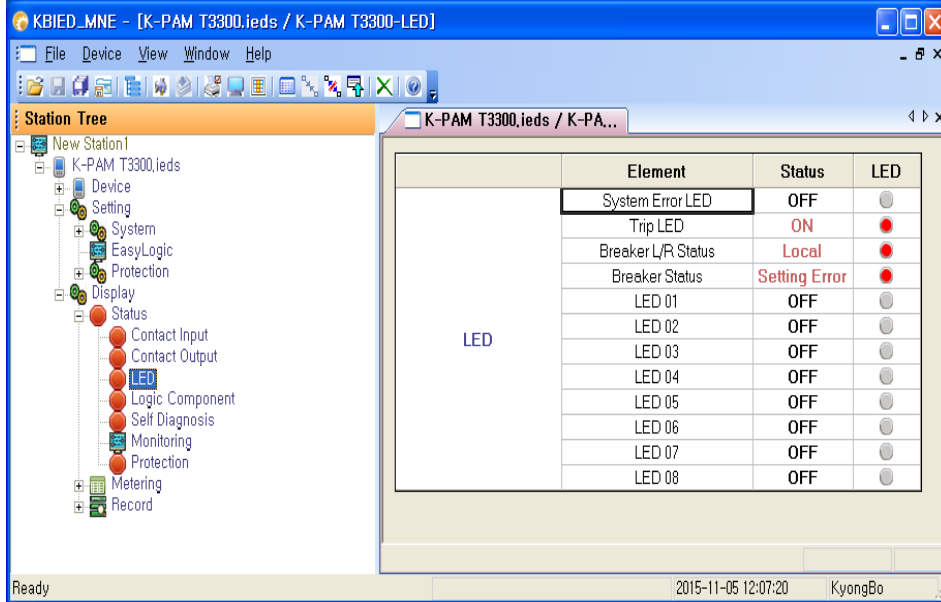 KBIED_MNE - [K-PAM T3300.ieds / K-PAM T3300-LED]
File Device View Window Help
Station Tree
New Station1
K-PAM T3300.ieds
Device
Setting
System
EasyLogic
Protection
Display
Status
Contact Input
Contact Output
LED
Logic Component
Self Diagnosis
Monitoring
Protection
Metering
Record
K-PAM T3300.ieds / K-PA...
Element Status LED
LED
System Error LED OFF
Trip LED ON
Breaker L/R Status Local
Breaker Status Setting Error
LED 01 OFF
LED 02 OFF
LED 03 OFF
LED 04 OFF
LED 05 OFF
LED 06 OFF
LED 07 OFF
LED 08 OFF
Ready 2015-11-05 12:07:20 KyongBo